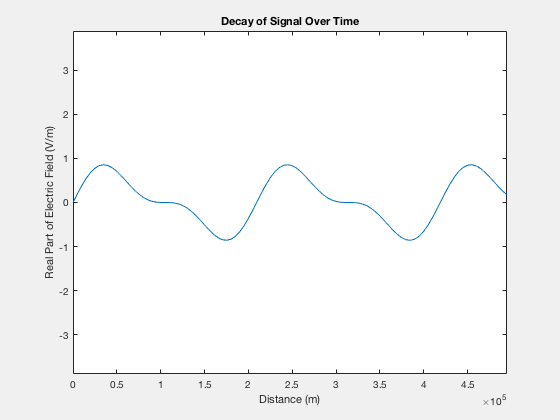 Decay of Signal Over Time
Real Part of Electric Field (V/m)
3
2
1
0
-1
-2
-3
0 0.5 1 1.5 2 2.5 3 3.5 4 4.5
Distance (m)
×10^5